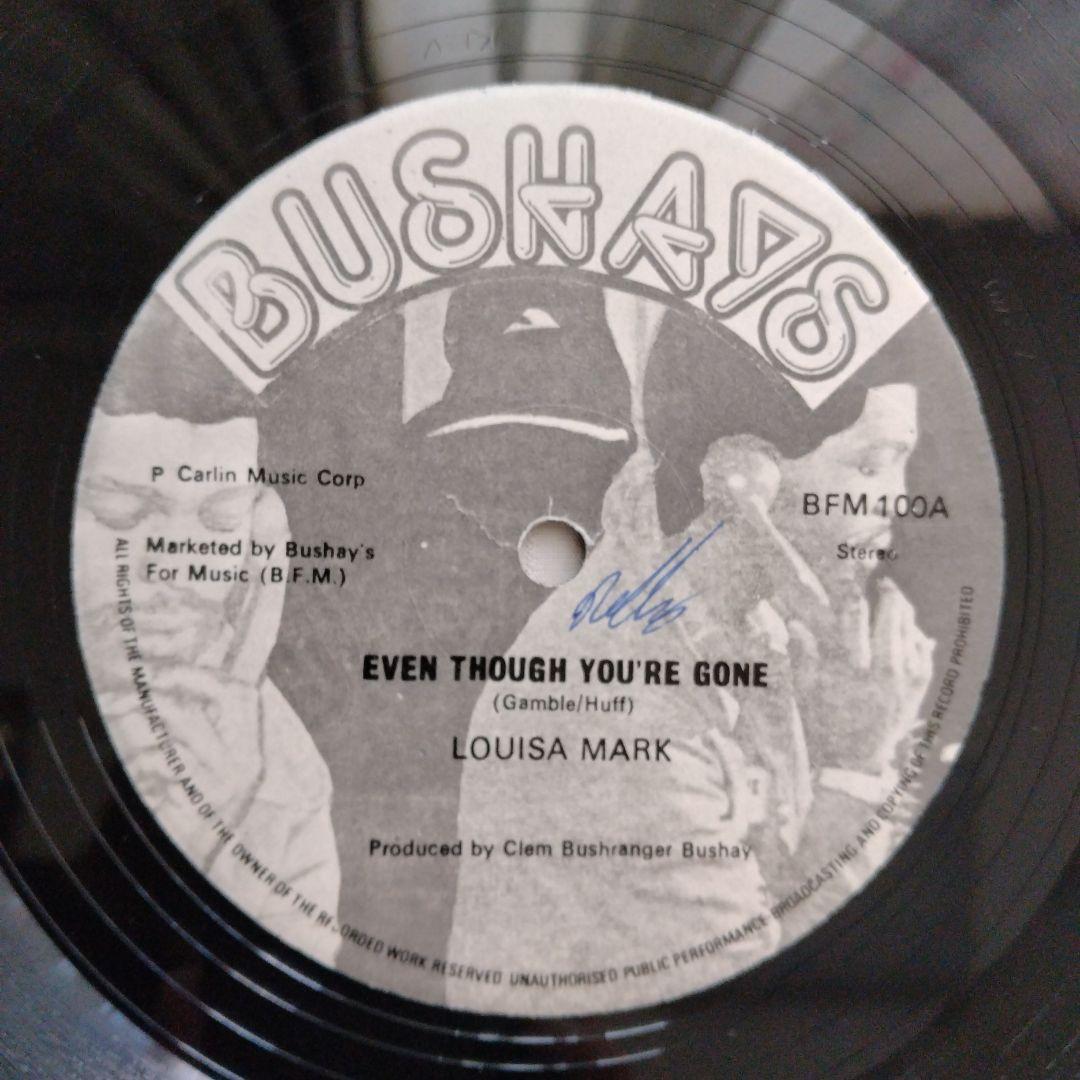 BUSHAYS
P Carlin Music Corp
BFM 100A
Marketed by Bushay's
For Music (B.F.M.)
Stereo
EVEN THOUGH YOU'RE GONE
(Gamble/Huff)
LOUISA MARK
Produced by Clem Bushranger Bushay
ALL RIGHTS OF THE MANUFACTURER AND OF THE OWNER OF THE RECORDED WORK RESERVED UNAUTHORISED PUBLIC PERFORMANCE BROADCASTING AND COPYING OF THIS RECORD PROHIBITED